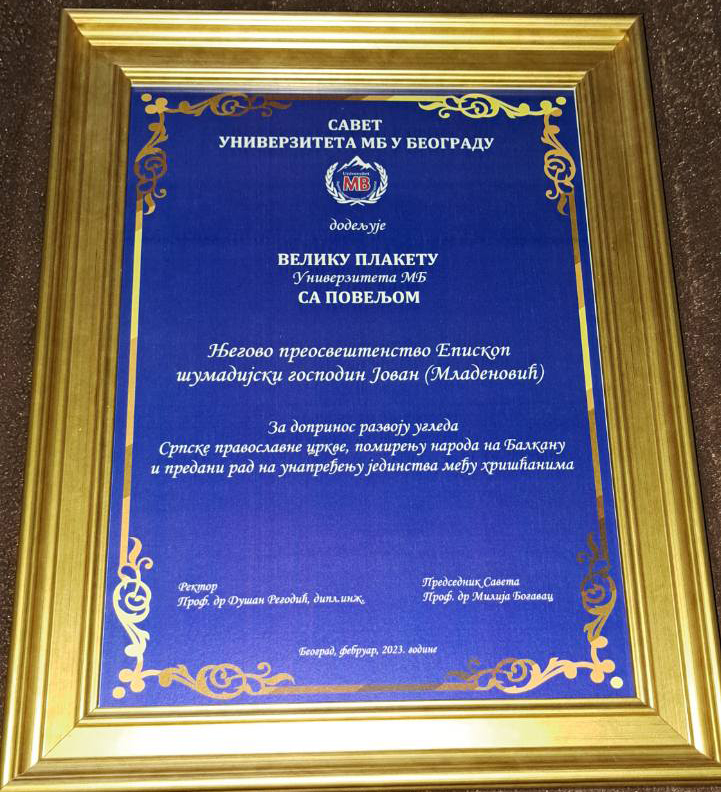 САВЕТ
УНИВЕРЗИТЕТА МБ У БЕОГРАДУ
Univerzitet
MB
додељује
ВЕЛИКУ ПЛАКЕТУ
Универзитета МБ
СА ПОВЕЉОМ
Његово преосвештенство Епископ
шумадијски господин Јован (Младеновић)
За допринос развоју угледа
Српске православне цркве, помирењу народа на Балкану
и предани рад на унапређењу јединства међу хришћанима
Ректор
Проф. др Душан Регодић, дипл.инж.
Председник Савета
Проф. др Милија Богавац
Београд, фебруар, 2023. године